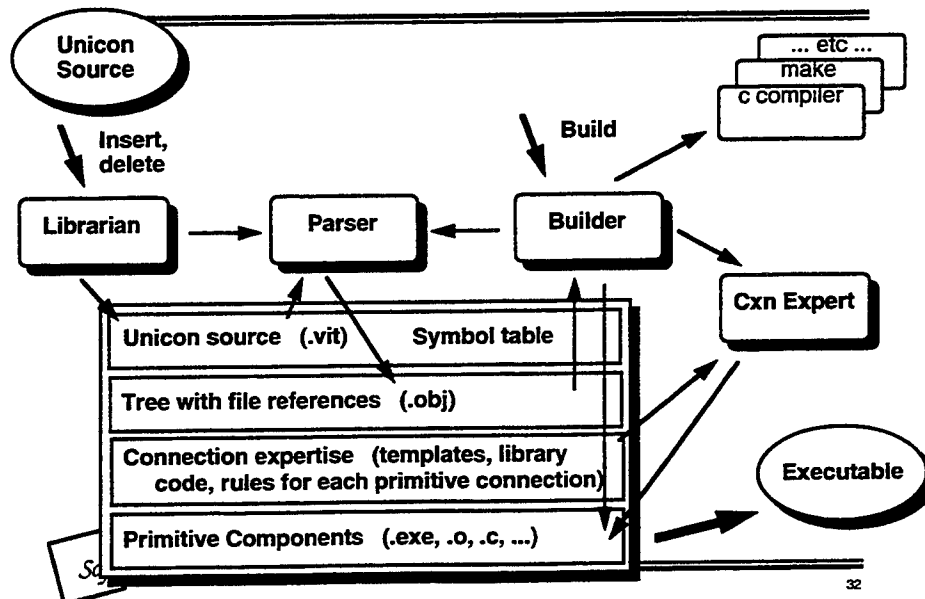 Unicon
Source
... etc ...
make
c compiler
Insert,
delete
Build
Librarian
Parser
Builder
Cxn Expert
Unicon source (.vit) Symbol table
Tree with file references (.obj)
Connection expertise (templates, library
code, rules for each primitive connection)
Executable
Primitive Components (.exe, .o, .c, ...)
32